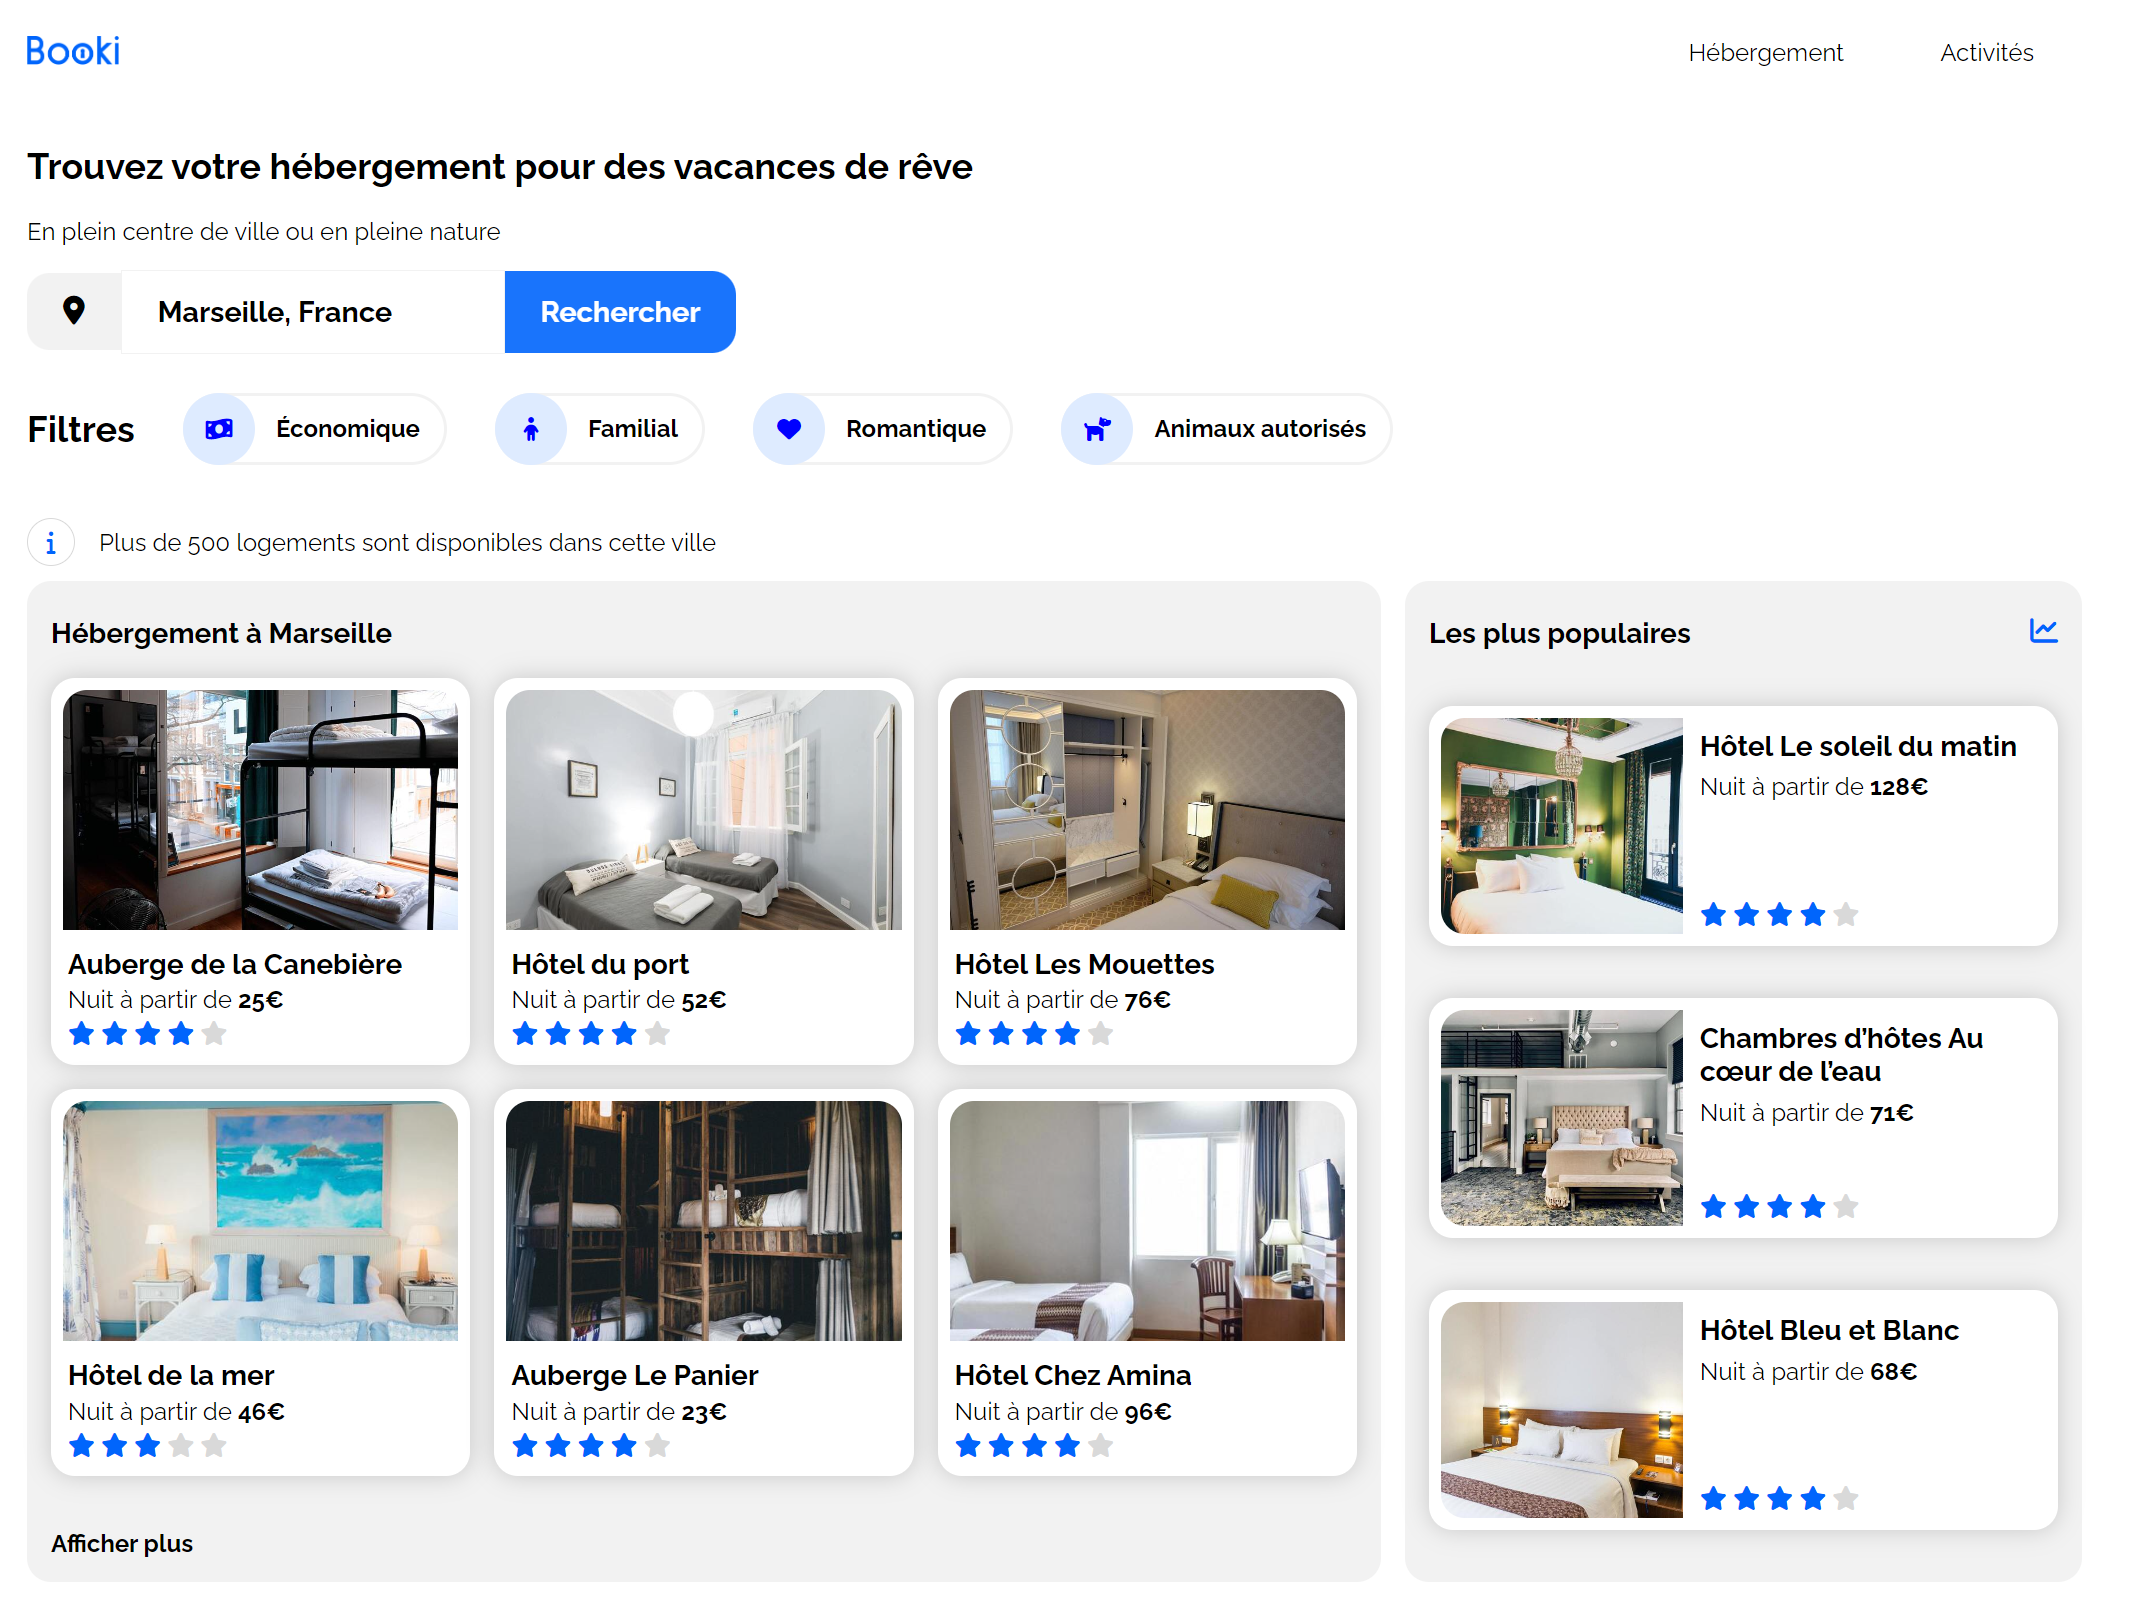 Booki
Hébergement
Activités
Trouvez votre hébergement pour des vacances de rêve
En plein centre de ville ou en pleine nature
Marseille, France
Rechercher
Filtres
Économique
Familial
Romantique
Animaux autorisés
Plus de 500 logements sont disponibles dans cette ville
Hébergement à Marseille
Auberge de la Canebière
Nuit à partir de 25€
Hôtel du port
Nuit à partir de 52€
Hôtel Les Mouettes
Nuit à partir de 76€
Hôtel de la mer
Nuit à partir de 46€
Auberge Le Panier
Nuit à partir de 23€
Hôtel Chez Amina
Nuit à partir de 96€
Afficher plus
Les plus populaires
Hôtel Le soleil du matin
Nuit à partir de 128€
Chambres d’hôtes Au
cœur de l’eau
Nuit à partir de 71€
Hôtel Bleu et Blanc
Nuit à partir de 68€